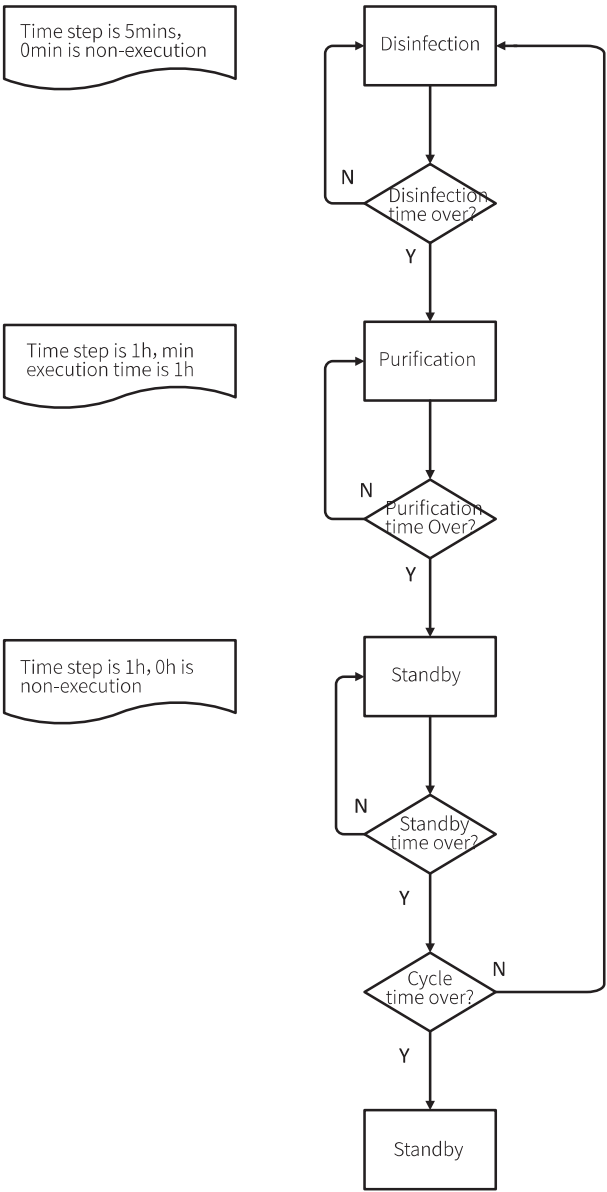 Time step is 5mins,
0min is non-execution
Disinfection
N
Disinfection
time over?
Y
Time step is 1h, min
execution time is 1h
Purification
N
Purification
time Over?
Y
Time step is 1h, 0h is
non-execution
Standby
N
Standby
time over?
Y
Cycle
time over?
N
Y
Standby